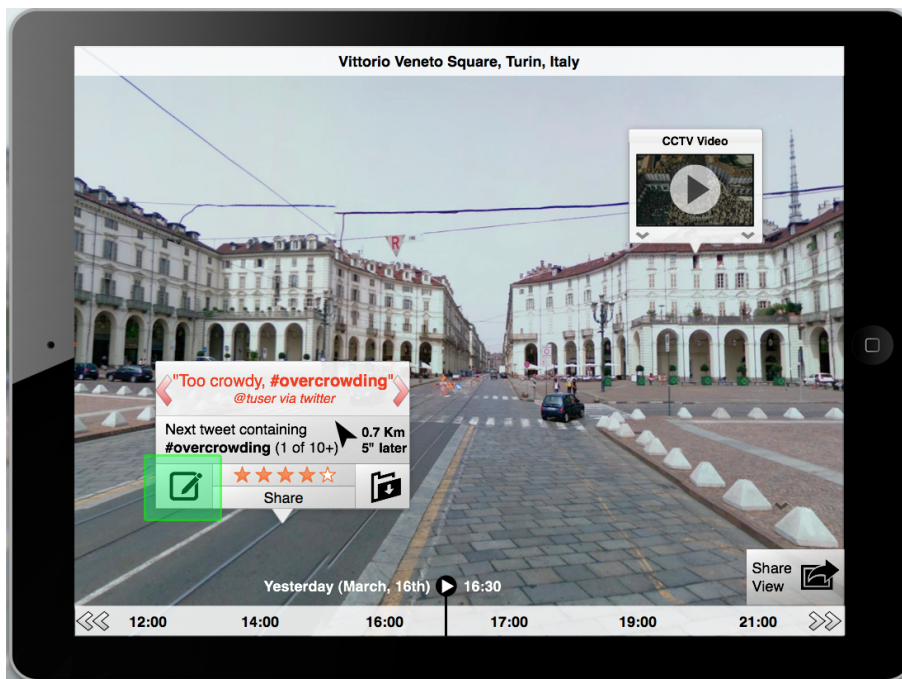 Vittorio Veneto Square, Turin, Italy
CCTV Video
R
"Too crowdy, #overcrowding"
@tuser via twitter
Next tweet containing
#overcrowding (1 of 10+)
0.7 Km
5" later
Share
Share
View
Yesterday (March, 16th) 16:30
12:00 14:00 16:00 17:00 19:00 21:00